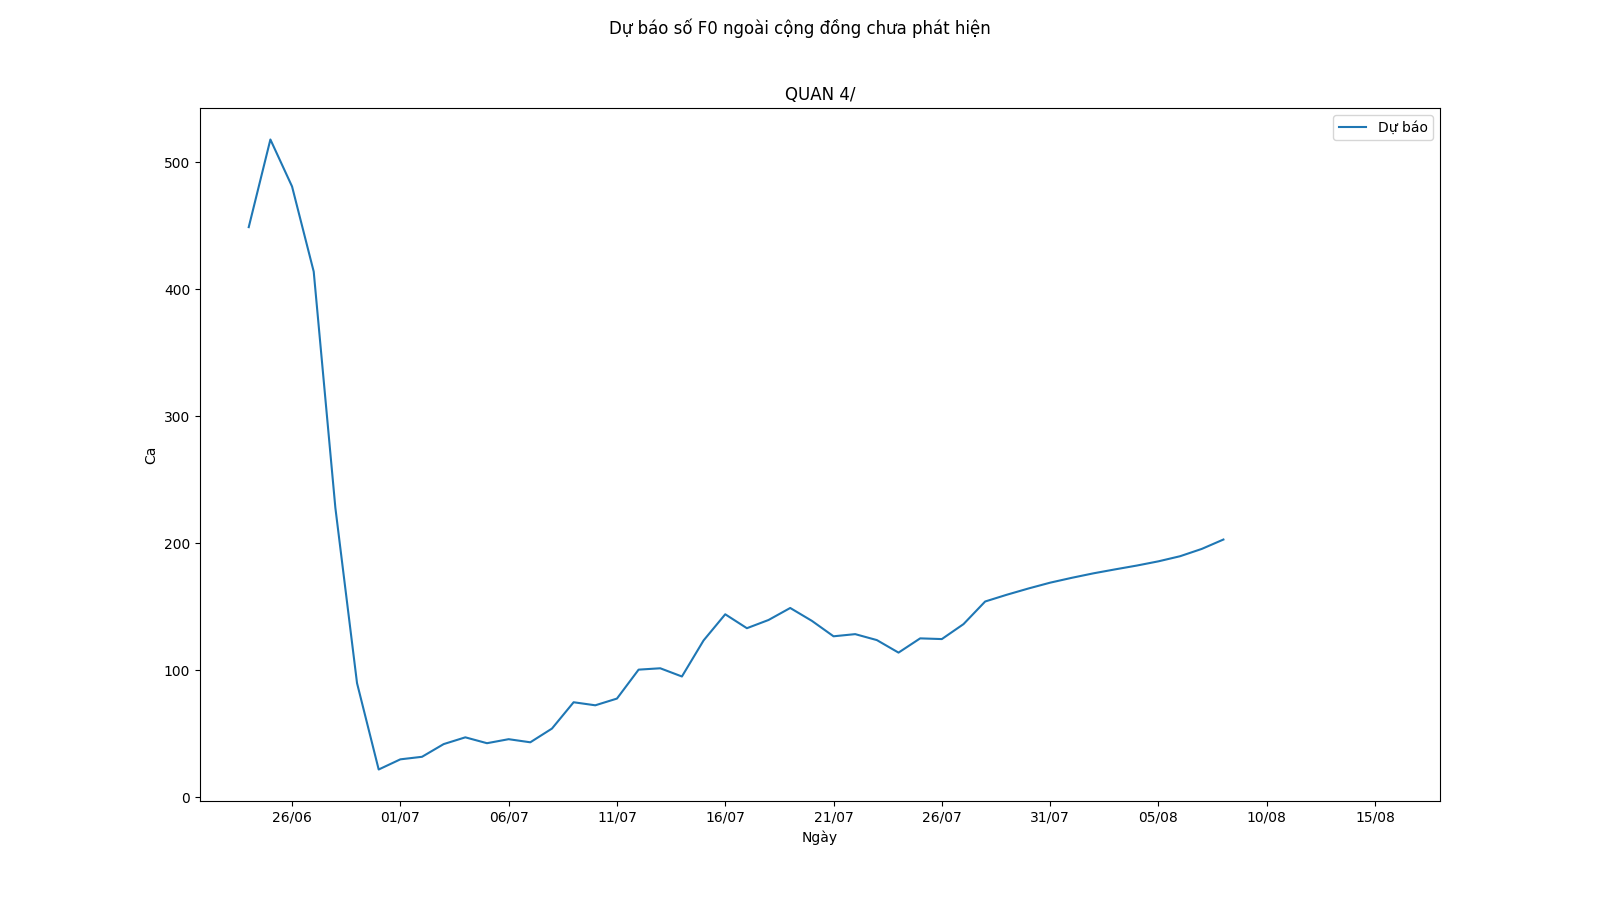 Dự báo số F0 ngoài cộng đồng chưa phát hiện
QUAN 4/
Dự báo
500
400
300
200
100
0
Ca
26/06 01/07 06/07 11/07 16/07 21/07 26/07 31/07 05/08 10/08 15/08
Ngày